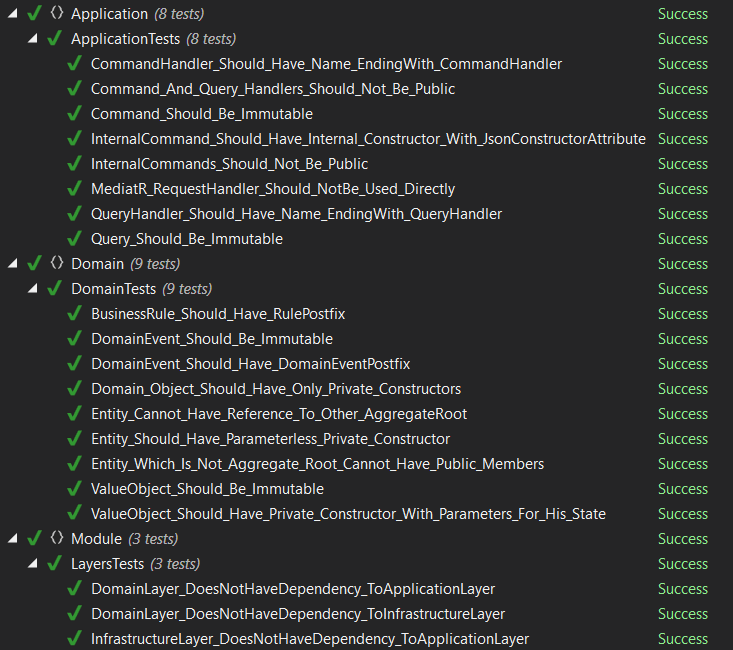 Application (8 tests) Success
ApplicationTests (8 tests) Success
CommandHandler_Should_Have_Name_EndingWith_CommandHandler Success
Command_And_Query_Handlers_Should_Not_Be_Public Success
Command_Should_Be_Immutable Success
InternalCommand_Should_Have_Internal_Constructor_With_JsonConstructorAttribute Success
InternalCommands_Should_Not_Be_Public Success
MediatR_RequestHandler_Should_NotBe_Used_Directly Success
QueryHandler_Should_Have_Name_EndingWith_QueryHandler Success
Query_Should_Be_Immutable Success
Domain (9 tests) Success
DomainTests (9 tests) Success
BusinessRule_Should_Have_RulePostfix Success
DomainEvent_Should_Be_Immutable Success
DomainEvent_Should_Have_DomainEventPostfix Success
Domain_Object_Should_Have_Only_Private_Constructors Success
Entity_Cannot_Have_Reference_To_Other_AggregateRoot Success
Entity_Should_Have_Parameterless_Private_Constructor Success
Entity_Which_Is_Not_Aggregate_Root_Cannot_Have_Public_Members Success
ValueObject_Should_Be_Immutable Success
ValueObject_Should_Have_Private_Constructor_With_Parameters_For_His_State Success
Module (3 tests) Success
LayersTests (3 tests) Success
DomainLayer_DoesNotHaveDependency_ToApplicationLayer Success
DomainLayer_DoesNotHaveDependency_ToInfrastructureLayer Success
InfrastructureLayer_DoesNotHaveDependency_ToApplicationLayer Success